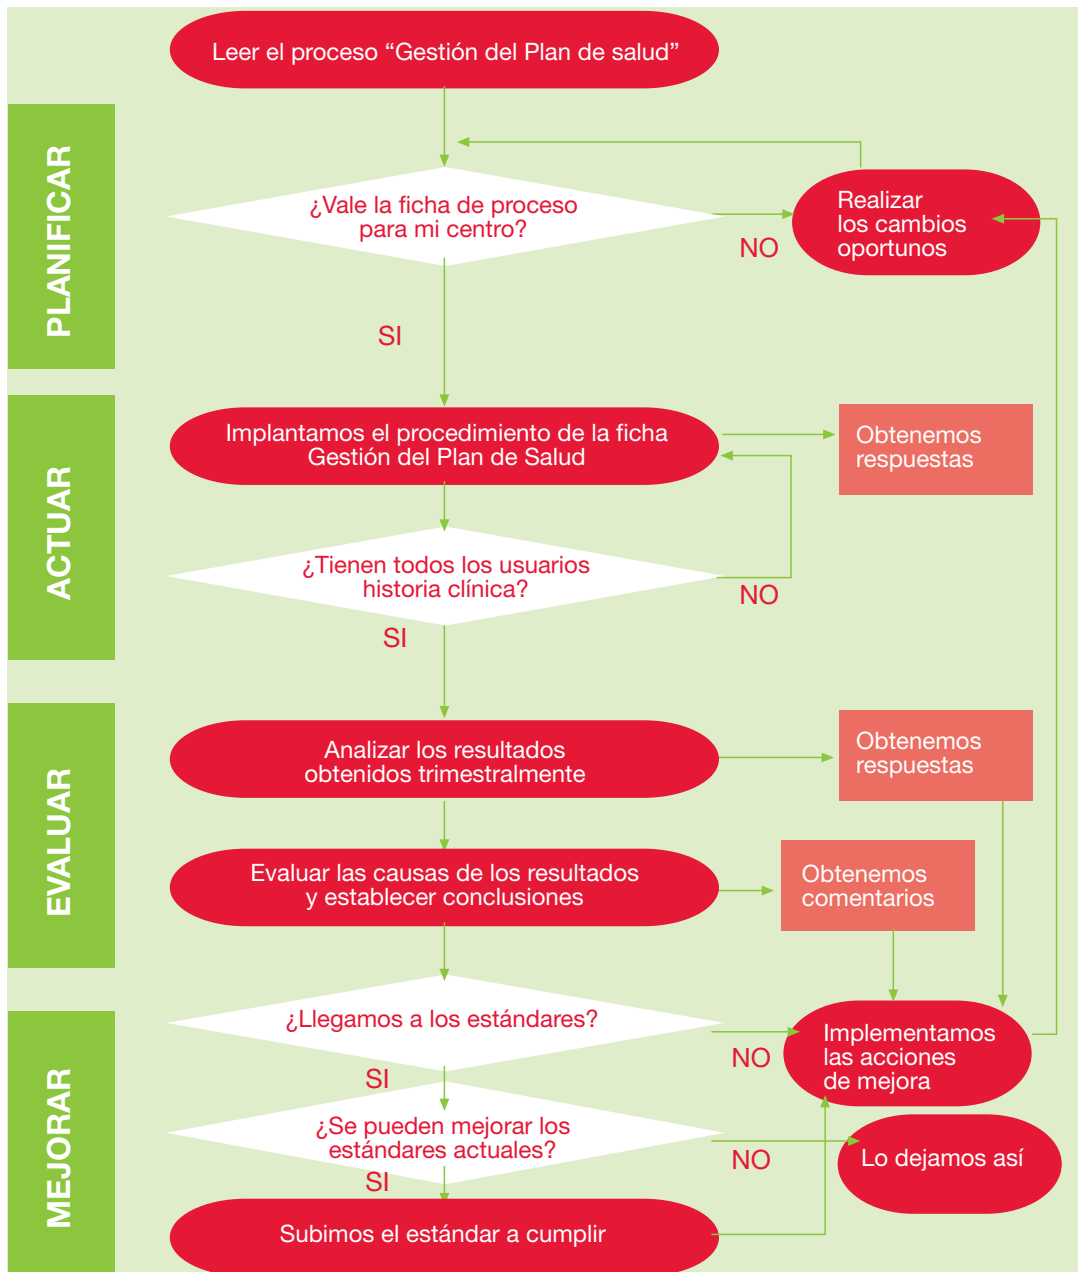 Leer el proceso “Gestión del Plan de salud”
PLANIFICAR
¿Vale la ficha de proceso
para mi centro?
NO
Realizar
los cambios
oportunos
SI
ACTUAR
Implantamos el procedimiento de la ficha
Gestión del Plan de Salud
Obtenemos
respuestas
¿Tienen todos los usuarios
historia clínica?
NO
SI
EVALUAR
Analizar los resultados
obtenidos trimestralmente
Obtenemos
respuestas
Evaluar las causas de los resultados
y establecer conclusiones
Obtenemos
comentarios
MEJORAR
¿Llegamos a los estándares?
NO
Implementamos
las acciones
de mejora
SI
¿Se pueden mejorar los
estándares actuales?
NO
Lo dejamos así
SI
Subimos el estándar a cumplir